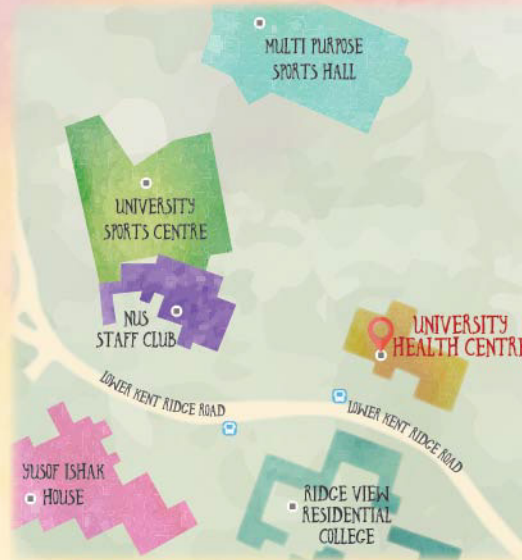 MULTI PURPOSE
SPORTS HALL
UNIVERSITY
SPORTS CENTRE
NUS
STAFF CLUB
UNIVERSITY
HEALTH CENTRE
LOWER KENT RIDGE ROAD
LOWER KENT RIDGE ROAD
YUSOF ISHAK
HOUSE
RIDGE VIEW
RESIDENTIAL
COLLEGE